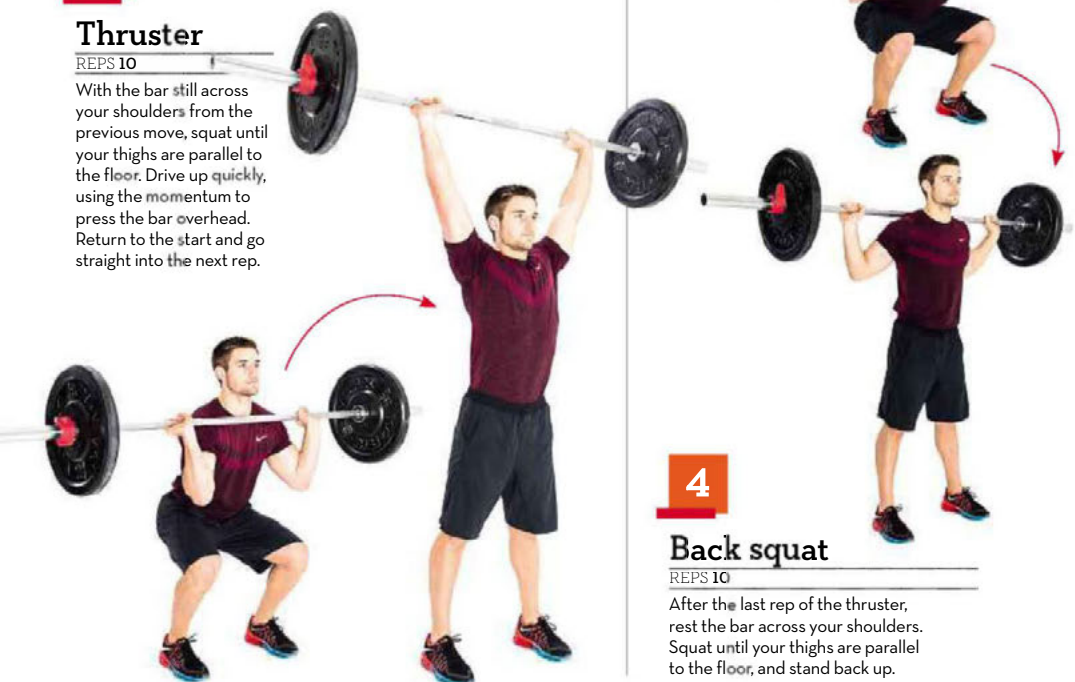 Thruster
REPS 10
With the bar still across
your shoulders from the
previous move, squat until
your thighs are parallel to
the floor. Drive up quickly,
using the momentum to
press the bar overhead.
Return to the start and go
straight into the next rep.
4
Back squat
REPS 10
After the last rep of the thruster,
rest the bar across your shoulders.
Squat until your thighs are parallel
to the floor, and stand back up.